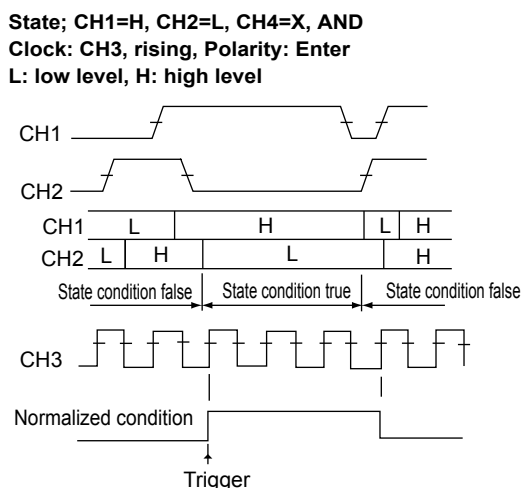 State; CH1=H, CH2=L, CH4=X, AND
Clock: CH3, rising, Polarity: Enter
L: low level, H: high level
CH1
CH2
CH1 L H L H
CH2 L H L H
State condition false State condition true State condition false
CH3
Normalized condition
Trigger